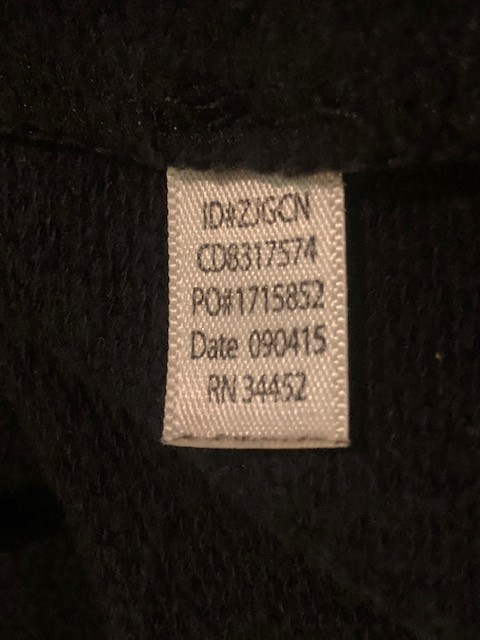 ID#ZJGCN
CD8317574
PO#1715852
Date 090415
RN 34452